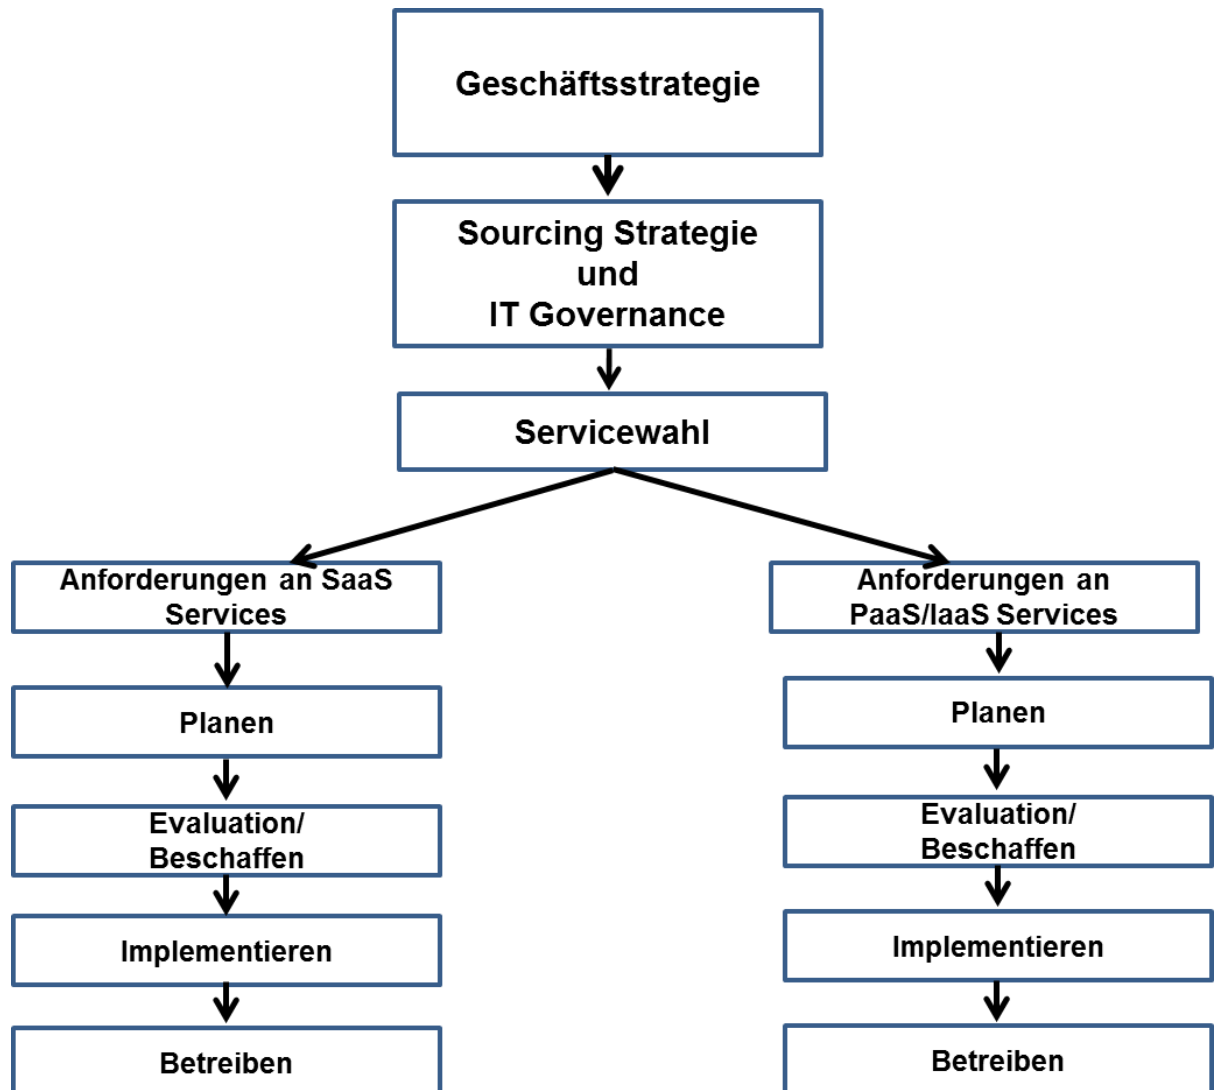 Geschäftsstrategie
Sourcing Strategie
und
IT Governance
Servicewahl
Anforderungen an SaaS
Services
Planen
Evaluation/
Beschaffen
Implementieren
Betreiben
Anforderungen an
PaaS/IaaS Services
Planen
Evaluation/
Beschaffen
Implementieren
Betreiben